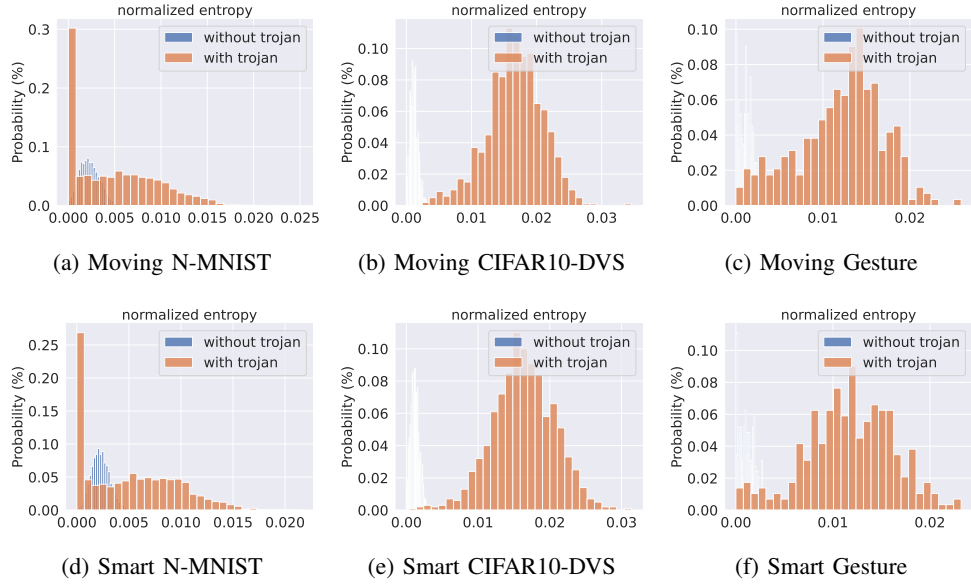 normalized entropy
Probability (%)
0.3
0.2
0.1
0.0
without trojan
with trojan
0.000 0.005 0.010 0.015 0.020 0.025
(a) Moving N-MNIST
normalized entropy
Probability (%)
0.10
0.08
0.06
0.04
0.02
0.00
without trojan
with trojan
0.00 0.01 0.02 0.03
(b) Moving CIFAR10-DVS
normalized entropy
Probability (%)
0.10
0.08
0.06
0.04
0.02
0.00
without trojan
with trojan
0.00 0.01 0.02
(c) Moving Gesture
normalized entropy
Probability (%)
0.25
0.20
0.15
0.10
0.05
0.00
without trojan
with trojan
0.000 0.005 0.010 0.015 0.020
(d) Smart N-MNIST
normalized entropy
Probability (%)
0.10
0.08
0.06
0.04
0.02
0.00
without trojan
with trojan
0.00 0.01 0.02 0.03
(e) Smart CIFAR10-DVS
normalized entropy
Probability (%)
0.10
0.08
0.06
0.04
0.02
0.00
without trojan
with trojan
0.00 0.01 0.02
(f) Smart Gesture